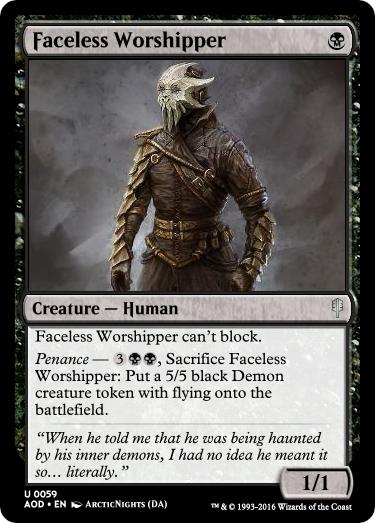 Faceless Worshipper
Creature — Human
Faceless Worshipper can't block.
Penance — 3, Sacrifice Faceless
Worshipper: Put a 5/5 black Demon
creature token with flying onto the
battlefield.
"When he told me that he was being haunted
by his inner demons, I had no idea he meant it
so… literally."
1/1
U 0059
AOD • EN ArcticNights (DA)
™ & © 1993-2016 Wizards of the Coast